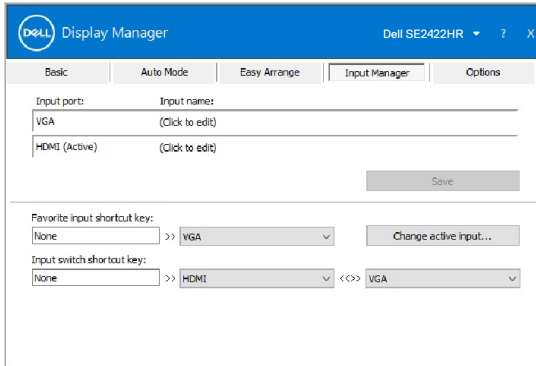 DELL Display Manager Dell SE2422HR ? X
Basic Auto Mode Easy Arrange Input Manager Options
Input port: Input name:
VGA (Click to edit)
HDMI (Active) (Click to edit)
Save
Favorite input shortcut key:
None >> VGA Change active input...
Input switch shortcut key:
None >> HDMI <<>> VGA